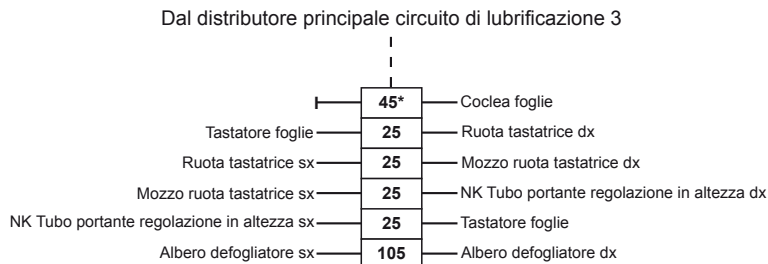 Dal distributore principale circuito di lubrificazione 3
45* Coclea foglie
Tastatore foglie 25 Ruota tastatrice dx
Ruota tastatrice sx 25 Mozzo ruota tastatrice dx
Mozzo ruota tastatrice sx 25 NK Tubo portante regolazione in altezza dx
NK Tubo portante regolazione in altezza sx 25 Tastatore foglie
Albero defogliatore sx 105 Albero defogliatore dx